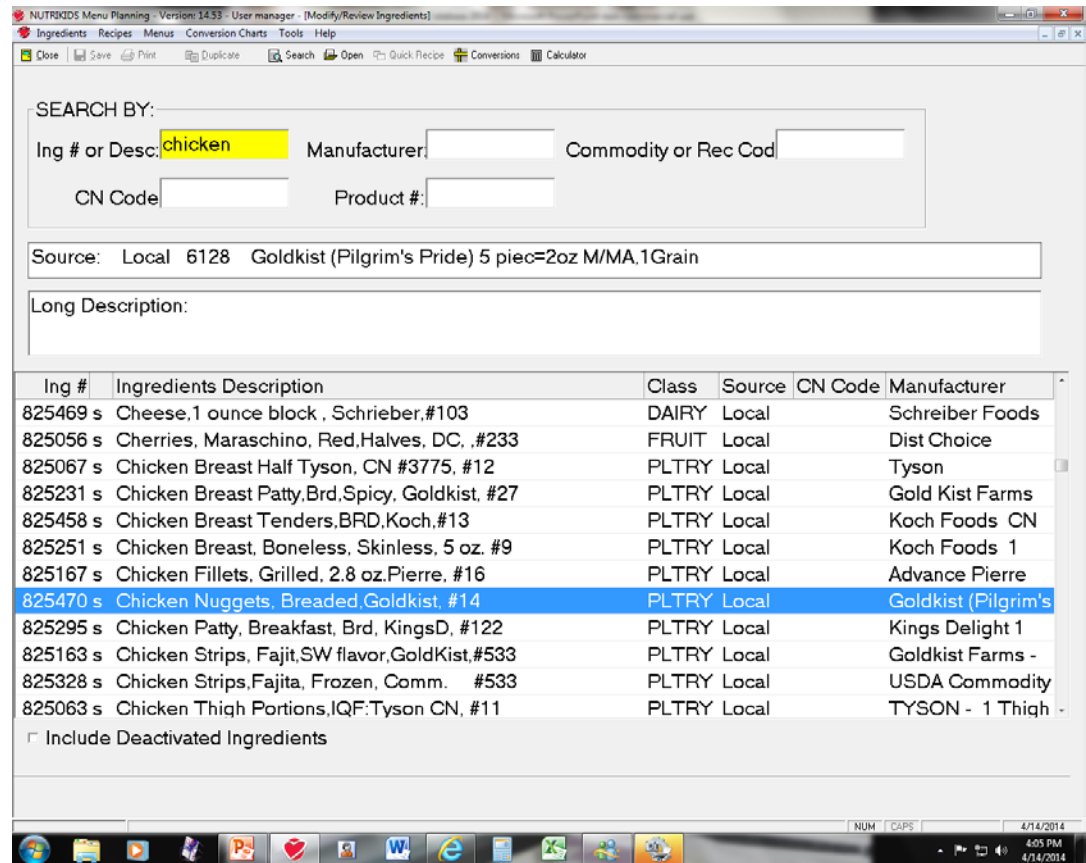 NUTRIKIDS Menu Planning - Version: 14.53 - User manager - [Modify/Review Ingredients]
Ingredients Recipes Menus Conversion Charts Tools Help
Close Save Print Duplicate Search Open Quick Recipe Conversions Calculator
SEARCH BY:
Ing # or Desc: chicken Manufacturer: Commodity or Rec Cod
CN Code Product #:
Source: Local 6128 Goldkist (Pilgrim's Pride) 5 piec=2oz M/MA,1Grain
Long Description:
Ing # Ingredients Description Class Source CN Code Manufacturer
825469 s Cheese,1 ounce block , Schrieber,#103 DAIRY Local Schreiber Foods
825056 s Cherries, Maraschino, Red,Halves, DC, ,#233 FRUIT Local Dist Choice
825067 s Chicken Breast Half Tyson, CN #3775, #12 PLTRY Local Tyson
825231 s Chicken Breast Patty,Brd,Spicy, Goldkist, #27 PLTRY Local Gold Kist Farms
825458 s Chicken Breast Tenders,BRD,Koch,#13 PLTRY Local Koch Foods CN
825251 s Chicken Breast, Boneless, Skinless, 5 oz. #9 PLTRY Local Koch Foods 1
825167 s Chicken Fillets, Grilled, 2.8 oz.Pierre, #16 PLTRY Local Advance Pierre
825470 s Chicken Nuggets, Breaded,Goldkist, #14 PLTRY Local Goldkist (Pilgrim's
825295 s Chicken Patty, Breakfast, Brd, KingsD, #122 PLTRY Local Kings Delight 1
825163 s Chicken Strips, Fajit,SW flavor,GoldKist,#533 PLTRY Local Goldkist Farms -
825328 s Chicken Strips,Fajita, Frozen, Comm. #533 PLTRY Local USDA Commodity
825063 s Chicken Thigh Portions,IQF:Tyson CN, #11 PLTRY Local TYSON - 1 Thigh
Include Deactivated Ingredients
NUM CAPS 4/14/2014
4:05 PM
4/14/2014